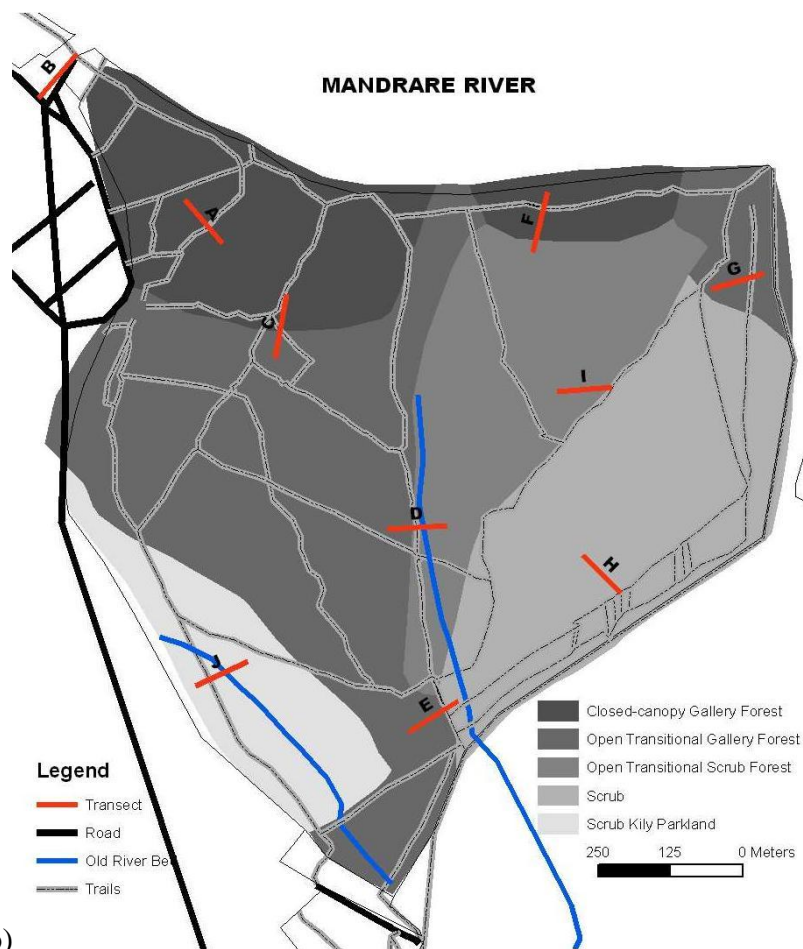 B
MANDRARE RIVER
A
F
G
C
I
D
H
J
E
Closed-canopy Gallery Forest
Open Transitional Gallery Forest
Open Transitional Scrub Forest
Scrub
Scrub Kily Parkland
250 125 0 Meters
Legend
Transect
Road
Old River Bed
Trails